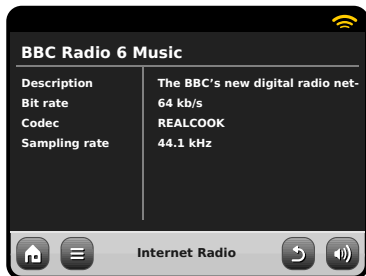 BBC Radio 6 Music
Description The BBC's new digital radio net-
Bit rate 64 kb/s
Codec REALCOOK
Sampling rate 44.1 kHz
Internet Radio